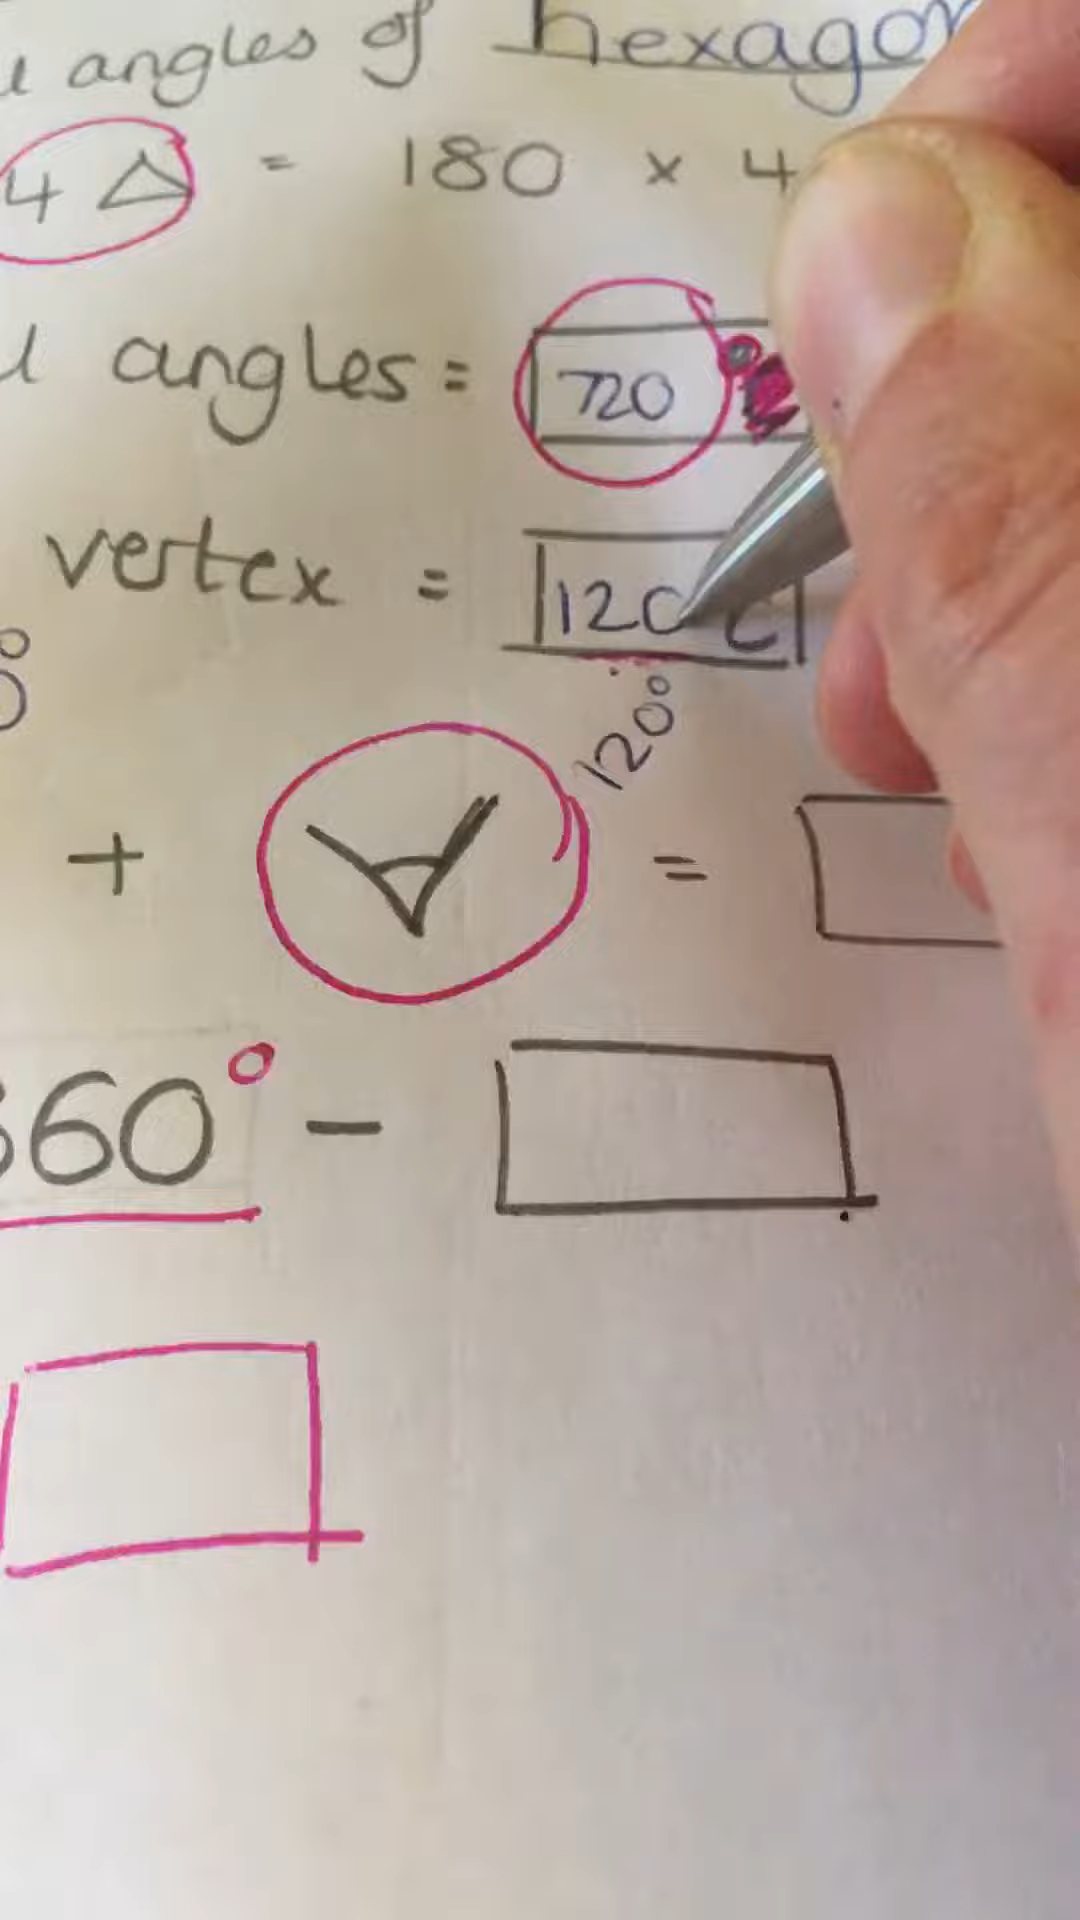 angles of hexagon
4 △ = 180 × 4
angles = 720°
vertex = 120
120°
+ =
360° -